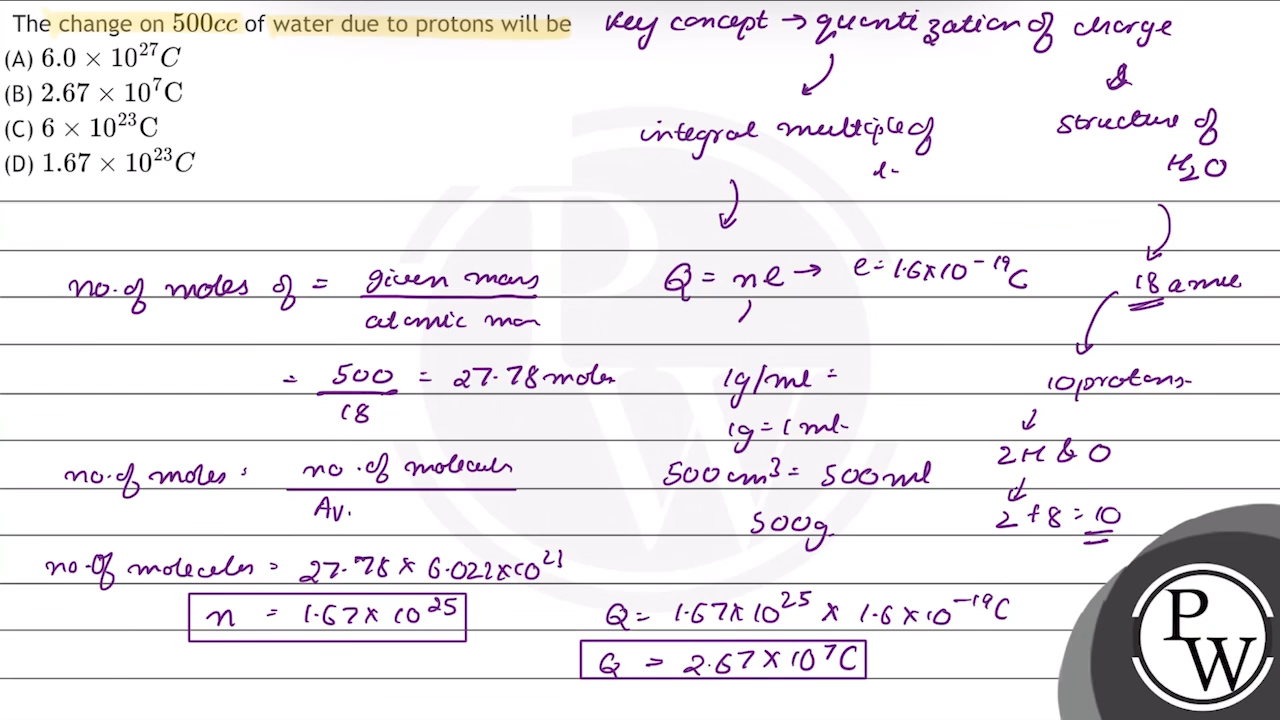 The change on 500cc of water due to protons will be
(A) 6.0 × 10^27 C
(B) 2.67 × 10^7 C
(C) 6 × 10^23 C
(D) 1.67 × 10^23 C
Key concept → quantization of charge
&
integral multiple of
e-
structure of
H2O
no. of moles of = given mass / atomic mass
= 500 / 18 = 27.78 moles
no. of moles = no. of molecules / Av.
no. of molecules = 27.78 × 6.022 × 10^23
n = 1.67 × 10^25
Q = ne → e = 1.6 × 10^-19 C
1g/ml =
1g = 1 ml
500 cm^3 = 500 ml
500g
18 amu
10 protons
2H & O
2 + 8 = 10
Q = 1.67 × 10^25 × 1.6 × 10^-19 C
Q = 2.67 × 10^7 C
P
W
P
W